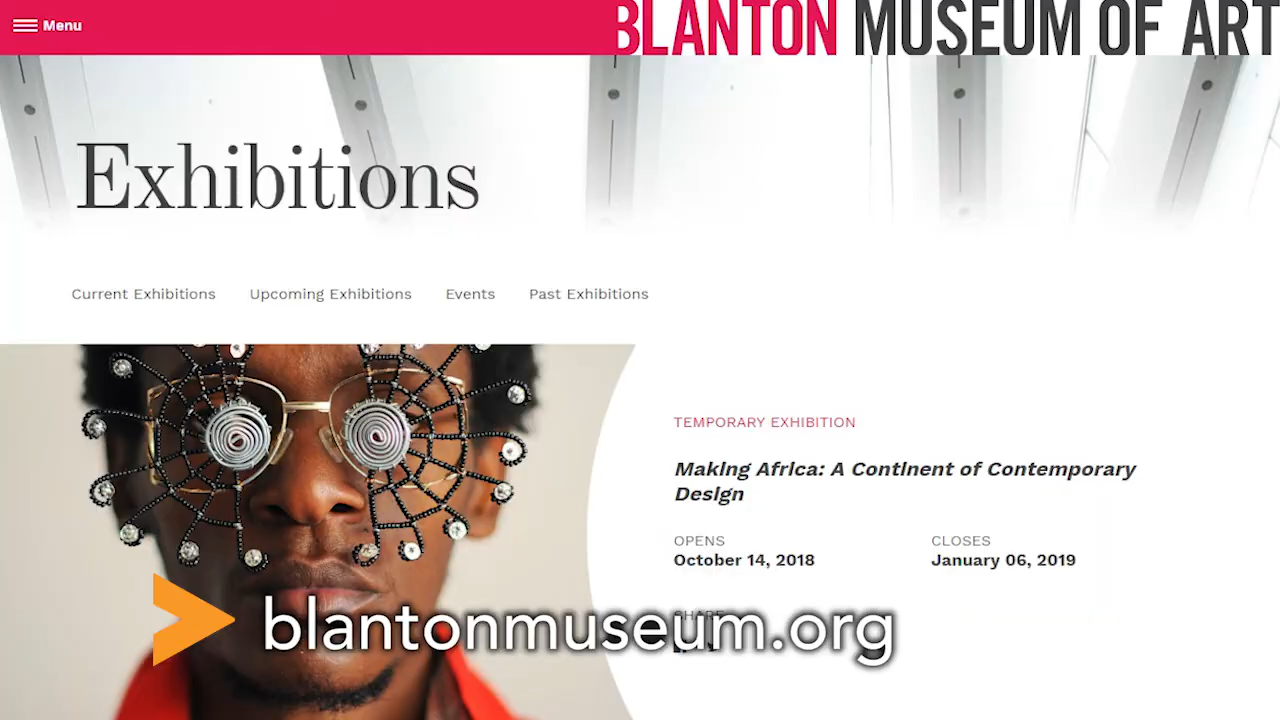 Menu
BLANTON MUSEUM OF ART
Exhibitions
Current Exhibitions Upcoming Exhibitions Events Past Exhibitions
TEMPORARY EXHIBITION
Making Africa: A Continent of Contemporary
Design
OPENS CLOSES
October 14, 2018 January 06, 2019
SHARE
blantonmuseum.org